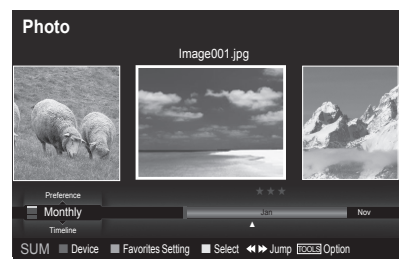 Photo
Image001.jpg
Preference
Monthly
Timeline
Jan
Nov
SUM Device Favorites Setting Select Jump TOOLS Option